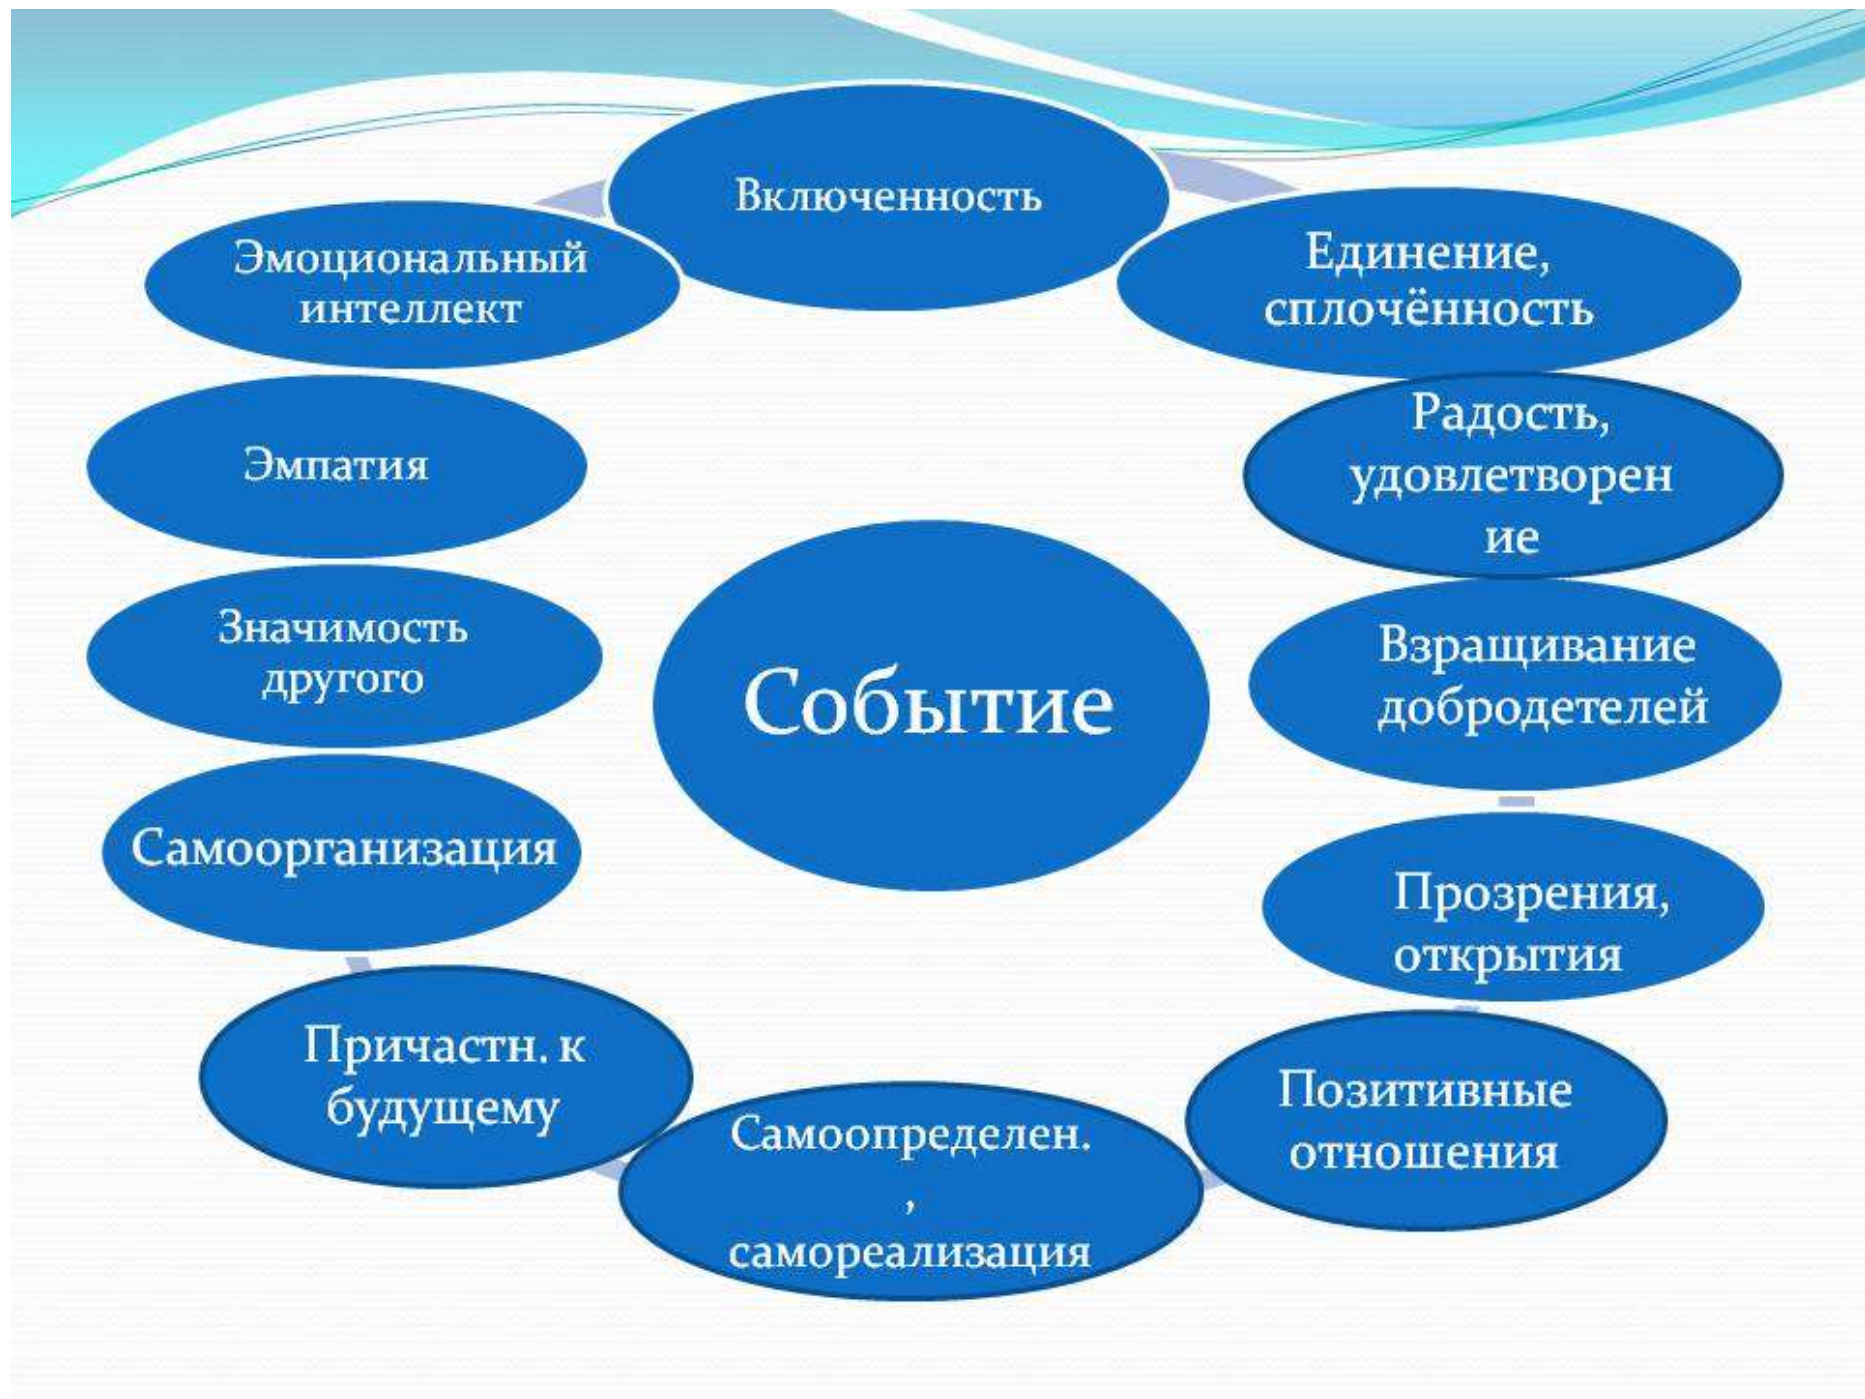 Включенность
Единение,
сплочённость
Радость,
удовлетворен
ие
Взращивание
добродетелей
Прозрения,
открытия
Позитивные
отношения
Самоопределен.
,
самореализация
Причастн. к
будущему
Самоорганизация
Значимость
другого
Эмпатия
Эмоциональный
интеллект
Событие